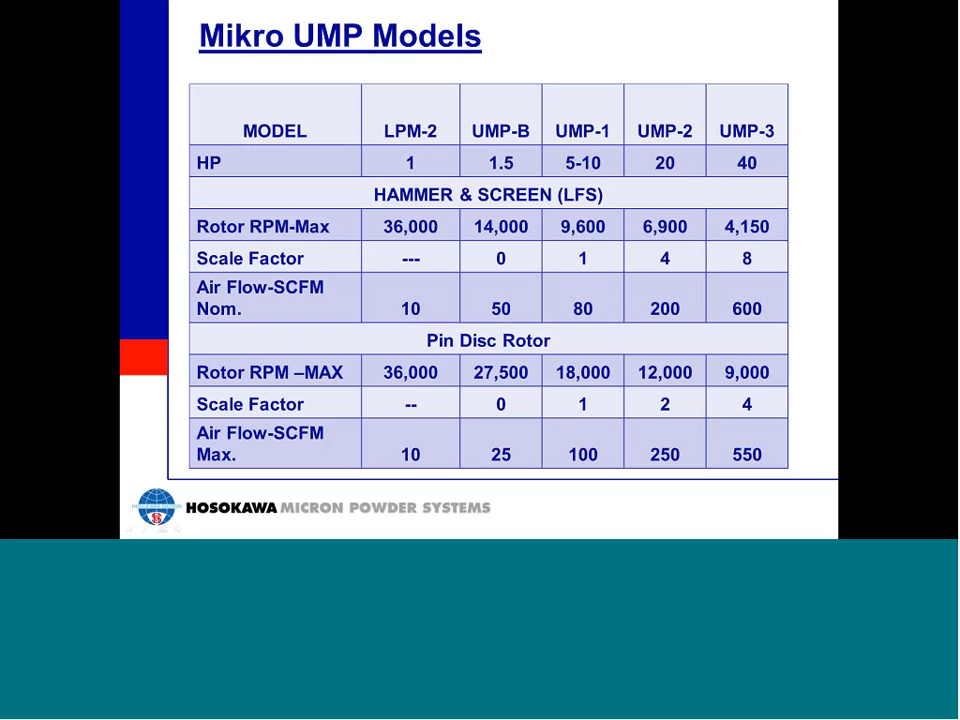 Mikro UMP Models
MODEL LPM-2 UMP-B UMP-1 UMP-2 UMP-3
HP 1 1.5 5-10 20 40
HAMMER & SCREEN (LFS)
Rotor RPM-Max 36,000 14,000 9,600 6,900 4,150
Scale Factor --- 0 1 4 8
Air Flow-SCFM
Nom. 10 50 80 200 600
Pin Disc Rotor
Rotor RPM –MAX 36,000 27,500 18,000 12,000 9,000
Scale Factor -- 0 1 2 4
Air Flow-SCFM
Max. 10 25 100 250 550
HOSOKAWA MICRON POWDER SYSTEMS